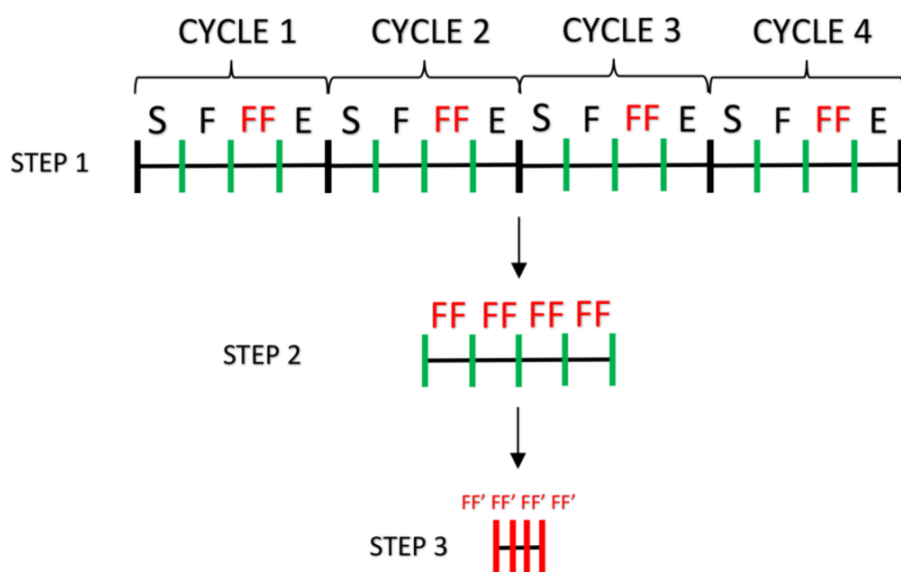 CYCLE 1 CYCLE 2 CYCLE 3 CYCLE 4
S F FF E S F FF E S F FF E S F FF E
STEP 1
FF FF FF FF
STEP 2
FF' FF' FF' FF'
STEP 3